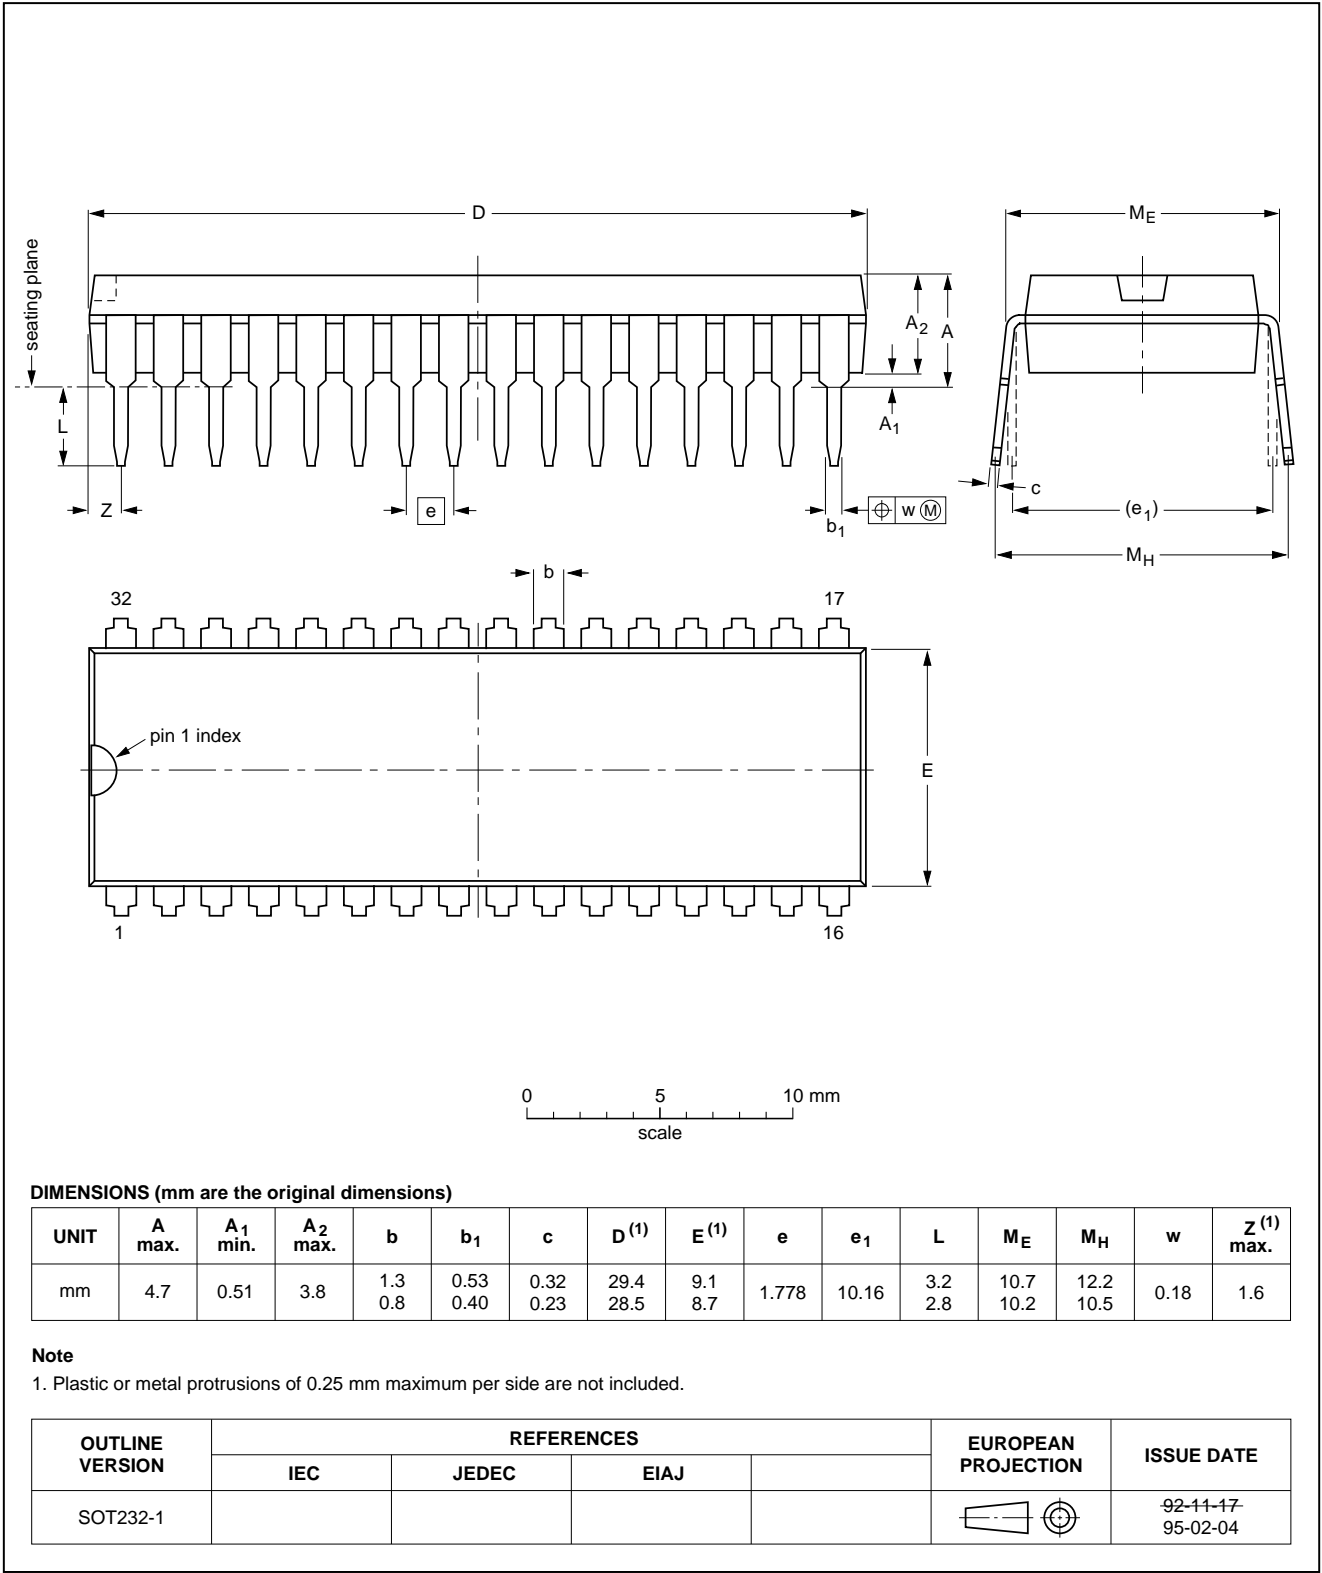 D
M_E
seating plane
A_2
A
L
A_1
Z
e
b_1
w M
c
(e_1)
M_H
b
32
17
pin 1 index
E
1
16
0 5 10 mm
scale
DIMENSIONS (mm are the original dimensions)
UNIT A max. A_1 min. A_2 max. b b_1 c D(1) E(1) e e_1 L M_E M_H w Z(1) max.
mm 4.7 0.51 3.8 1.3 0.8 0.53 0.40 0.32 0.23 29.4 28.5 9.1 8.7 1.778 10.16 3.2 2.8 10.7 10.2 12.2 10.5 0.18 1.6
Note
1. Plastic or metal protrusions of 0.25 mm maximum per side are not included.
OUTLINE VERSION REFERENCES EUROPEAN PROJECTION ISSUE DATE
IEC JEDEC EIAJ
SOT232-1
92-11-17
95-02-04